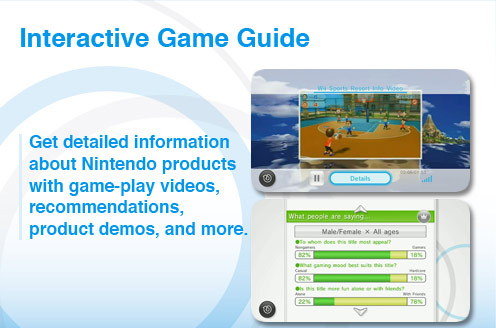 Interactive Game Guide
Get detailed information
about Nintendo products
with game-play videos,
recommendations,
product demos, and more.
Wii Sports Resort Info Video
Details
What people are saying...
Male/Female × All ages
To whom does this title most appeal?
Gamers
82% 18%
What gaming mood best suits this title?
Casual Hardcore
82% 18%
Is this title more fun alone or with friends?
Alone With Friends
22% 78%